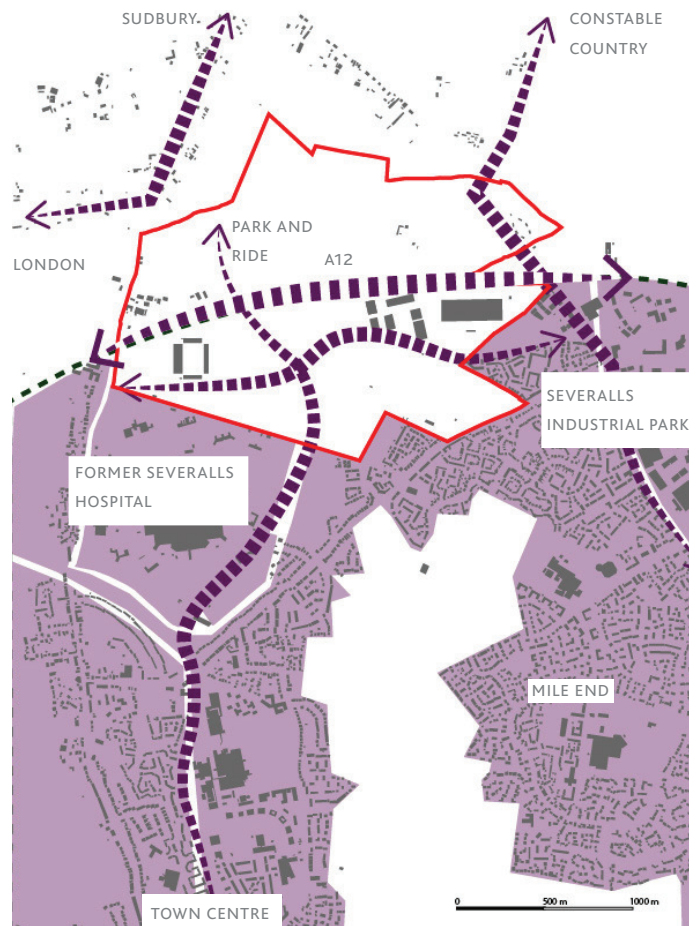 SUDBURY
CONSTABLE
COUNTRY
PARK AND
RIDE
LONDON
A12
SEVERALLS
INDUSTRIAL PARK
FORMER SEVERALLS
HOSPITAL
MILE END
0 500 m 1000 m
TOWN CENTRE